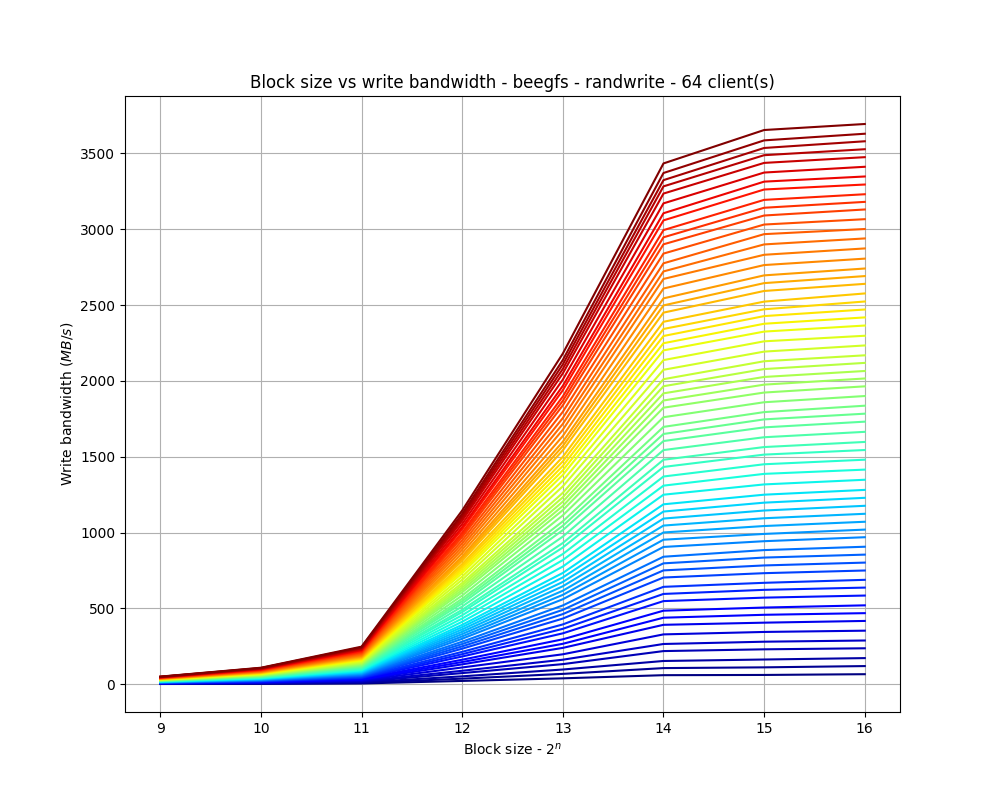 Block size vs write bandwidth - beegfs - randwrite - 64 client(s)
3500
3000
2500
2000
1500
1000
500
0
Write bandwidth (MB/s)
9 10 11 12 13 14 15 16
Block size - 2ⁿ